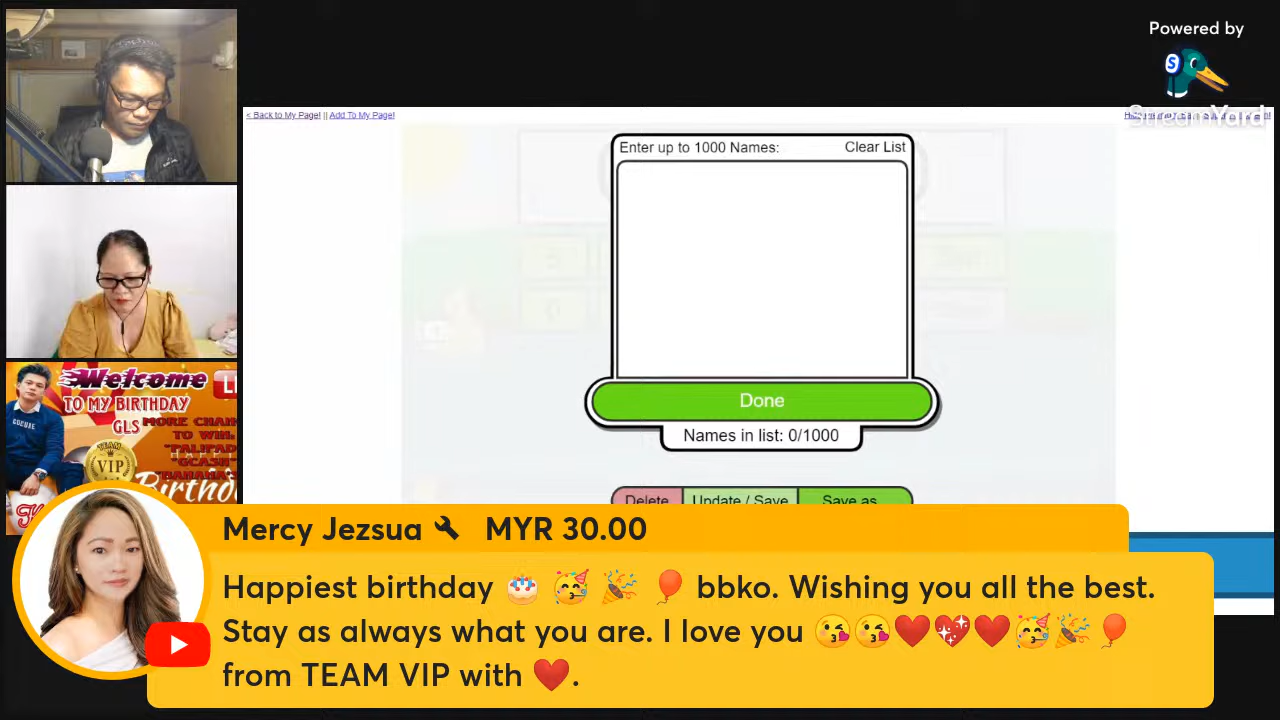 Powered by
StreamYard
< Back to My Page! || Add To My Page!
Enter up to 1000 Names: Clear List
Done
Names in list: 0/1000
Delete Update / Save Save as
Welcome
TO MY BIRTHDAY
GLS
MORE
TO WIN.
TEAM
VIP
Mercy Jezsua MYR 30.00
Happiest birthday 🎂 🥳 🎉 🎈 bbko. Wishing you all the best.
Stay as always what you are. I love you 😘😘❤️💖❤️🥳🎉🎈
from TEAM VIP with ❤️.